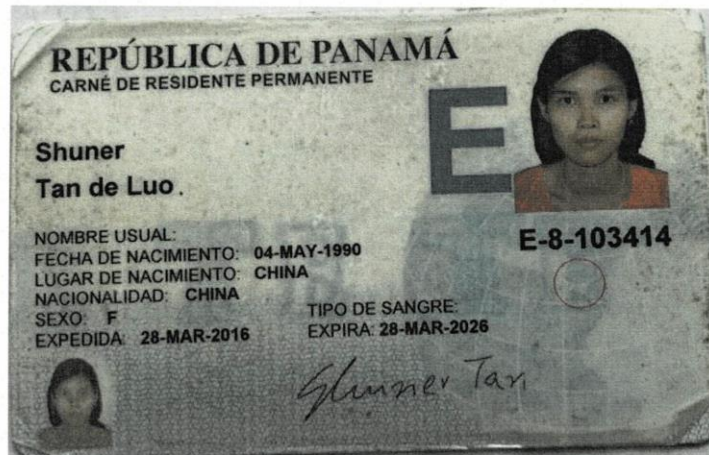 REPÚBLICA DE PANAMÁ
CARNÉ DE RESIDENTE PERMANENTE
E
Shuner
Tan de Luo
E-8-103414
NOMBRE USUAL:
FECHA DE NACIMIENTO: 04-MAY-1990
LUGAR DE NACIMIENTO: CHINA
NACIONALIDAD: CHINA
SEXO: F
TIPO DE SANGRE:
EXPEDIDA: 28-MAR-2016
EXPIRA: 28-MAR-2026
Shuner Tan